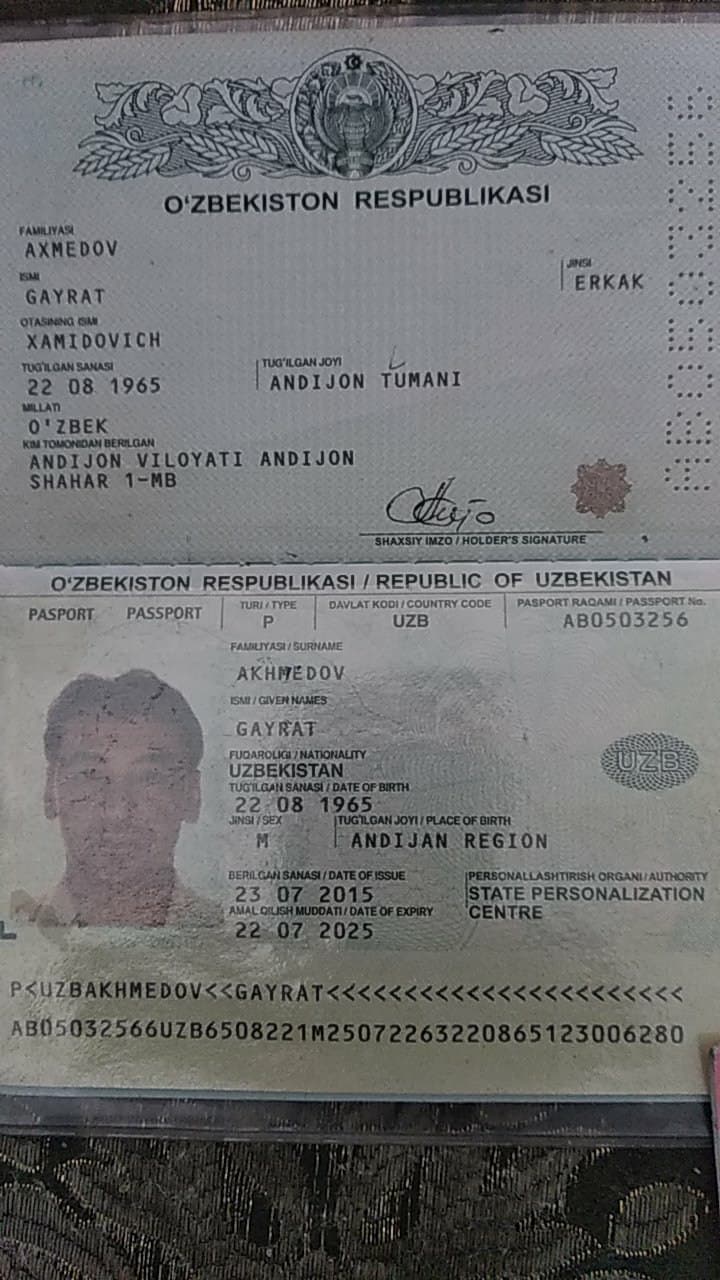 O'ZBEKISTON RESPUBLIKASI
FAMILIYASI
AXMEDOV
ISMI
GAYRAT
JINSI
ERKAK
OTASINING ISMI
XAMIDOVICH
TUG'ILGAN SANASI
22 08 1965
TUG'ILGAN JOYI
ANDIJON TUMANI
MILLATI
O'ZBEK
KIM TOMONIDAN BERILGAN
ANDIJON VILOYATI ANDIJON
SHAHAR 1-MB
SHAXSIY IMZO / HOLDER'S SIGNATURE
O'ZBEKISTON RESPUBLIKASI / REPUBLIC OF UZBEKISTAN
PASPORT PASSPORT
TURI / TYPE
P
DAVLAT KODI / COUNTRY CODE
UZB
PASPORT RAQAMI / PASSPORT No.
AB0503256
FAMILIYASI / SURNAME
AKHMEDOV
ISMI / GIVEN NAMES
GAYRAT
FUQAROLIGI / NATIONALITY
UZBEKISTAN
UZB
TUG'ILGAN SANASI / DATE OF BIRTH
22 08 1965
JINSI / SEX
M
TUG'ILGAN JOYI / PLACE OF BIRTH
ANDIJAN REGION
BERILGAN SANASI / DATE OF ISSUE
23 07 2015
PERSONALLASHTIRISH ORGANI / AUTHORITY
STATE PERSONALIZATION
CENTRE
AMAL QILISH MUDDATI / DATE OF EXPIRY
22 07 2025
P<UZBAKHMEDOV<<GAYRAT<<<<<<<<<<<<<<<<<<<<<<<
AB05032566UZB6508221M25072263220865123006280